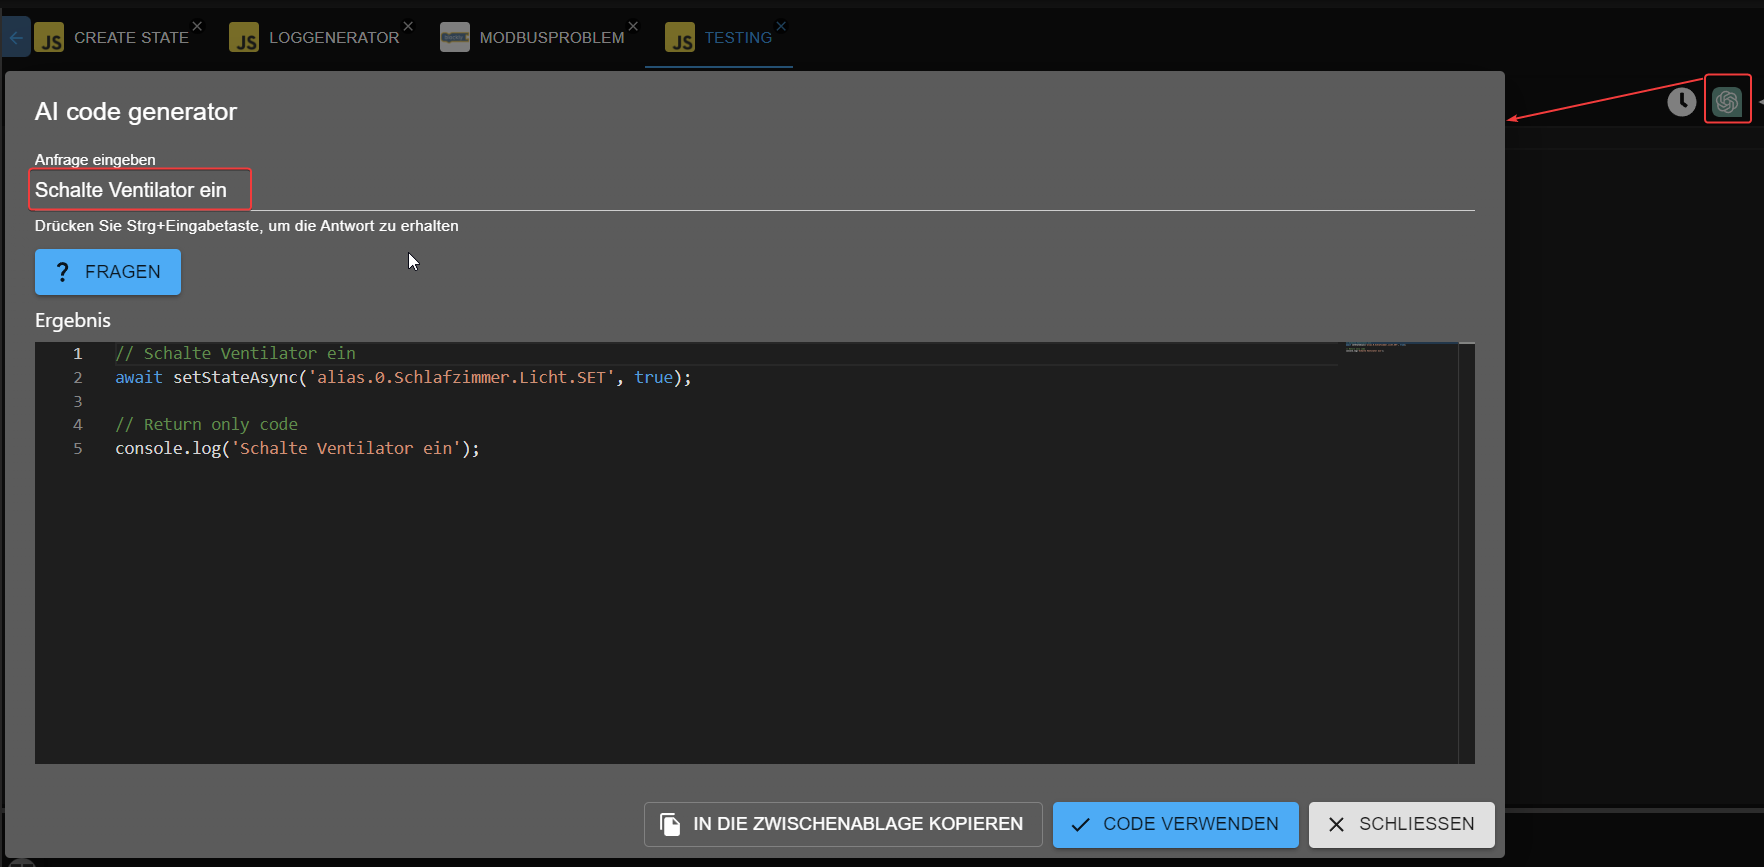 JS CREATE STATE JS LOGGENERATOR MODBUSPROBLEM JS TESTING
AI code generator
Anfrage eingeben
Schalte Ventilator ein
Drücken Sie Strg+Eingabetaste, um die Antwort zu erhalten
? FRAGEN
Ergebnis
1 // Schalte Ventilator ein
2 await setStateAsync('alias.0.Schlafzimmer.Licht.SET', true);
3
4 // Return only code
5 console.log('Schalte Ventilator ein');
IN DIE ZWISCHENABLAGE KOPIEREN CODE VERWENDEN SCHLIESSEN